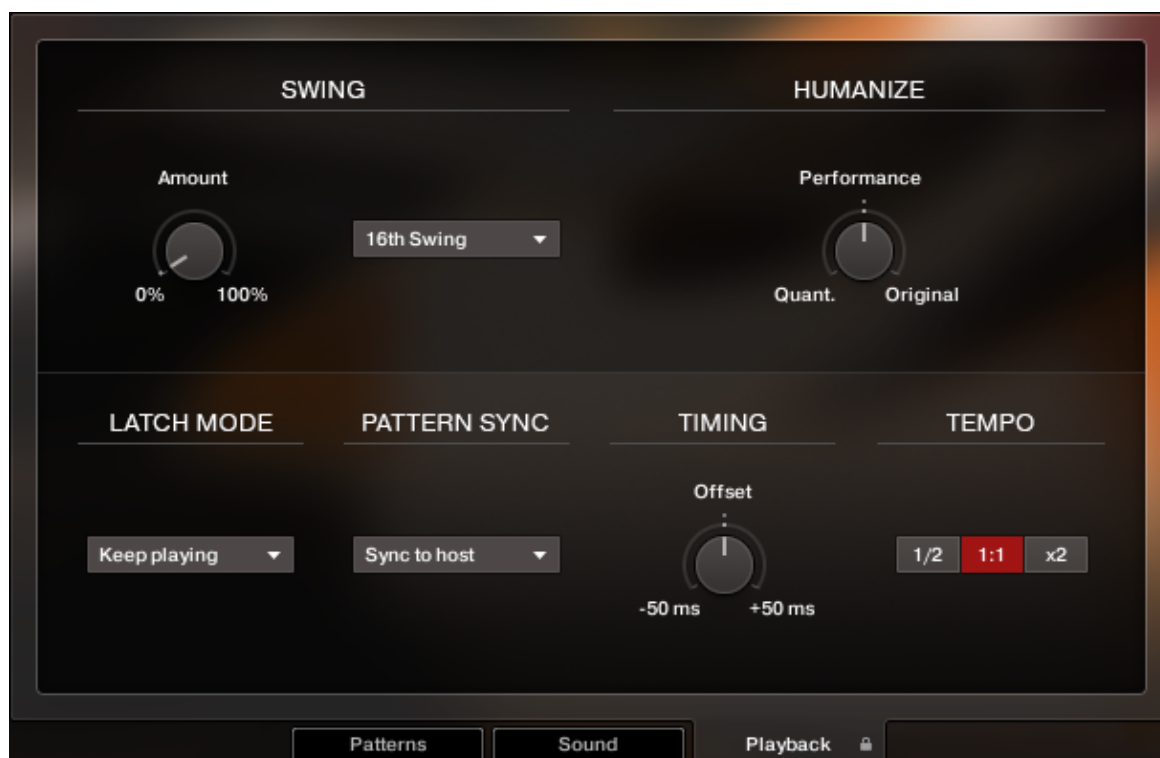 SWING
HUMANIZE
Amount
Performance
16th Swing
0% 100%
Quant. Original
LATCH MODE
PATTERN SYNC
TIMING
TEMPO
Offset
Keep playing
Sync to host
1/2 1:1 x2
-50 ms +50 ms
Patterns
Sound
Playback